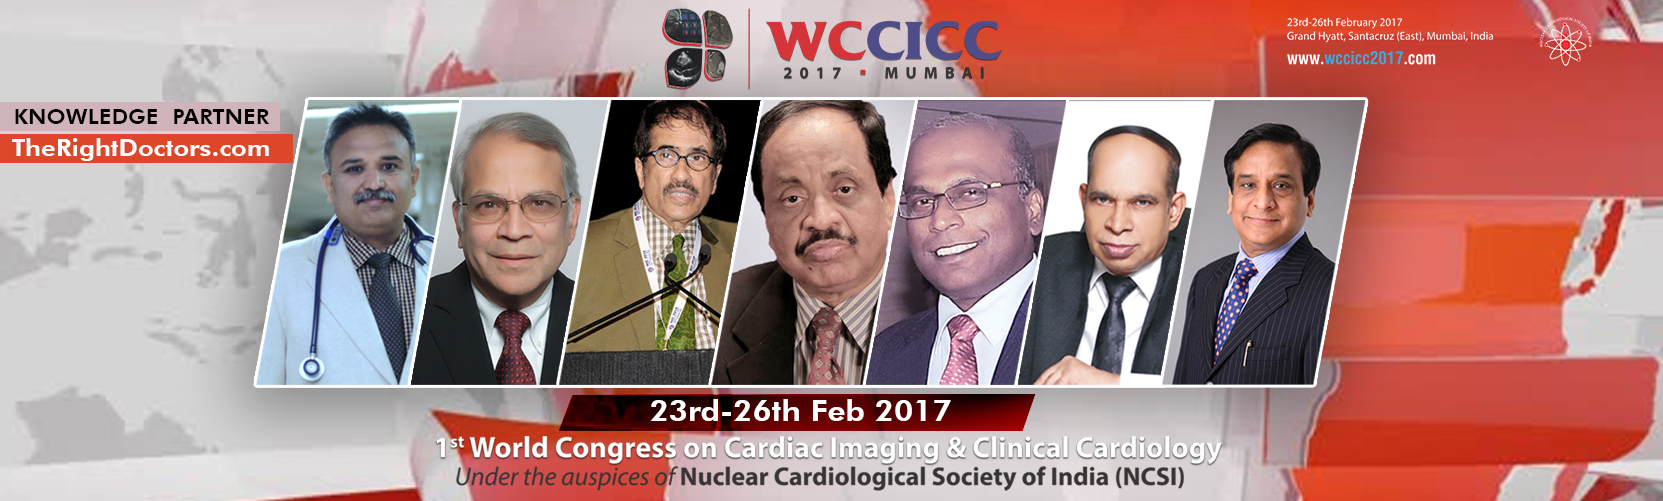 WCCICC
2017 ▪ MUMBAI
23rd-26th February 2017
Grand Hyatt, Santacruz (East), Mumbai, India
www.wccicc2017.com
KNOWLEDGE PARTNER
TheRightDoctors.com
23rd-26th Feb 2017
1st World Congress on Cardiac Imaging & Clinical Cardiology
Under the auspices of Nuclear Cardiological Society of India (NCSI)